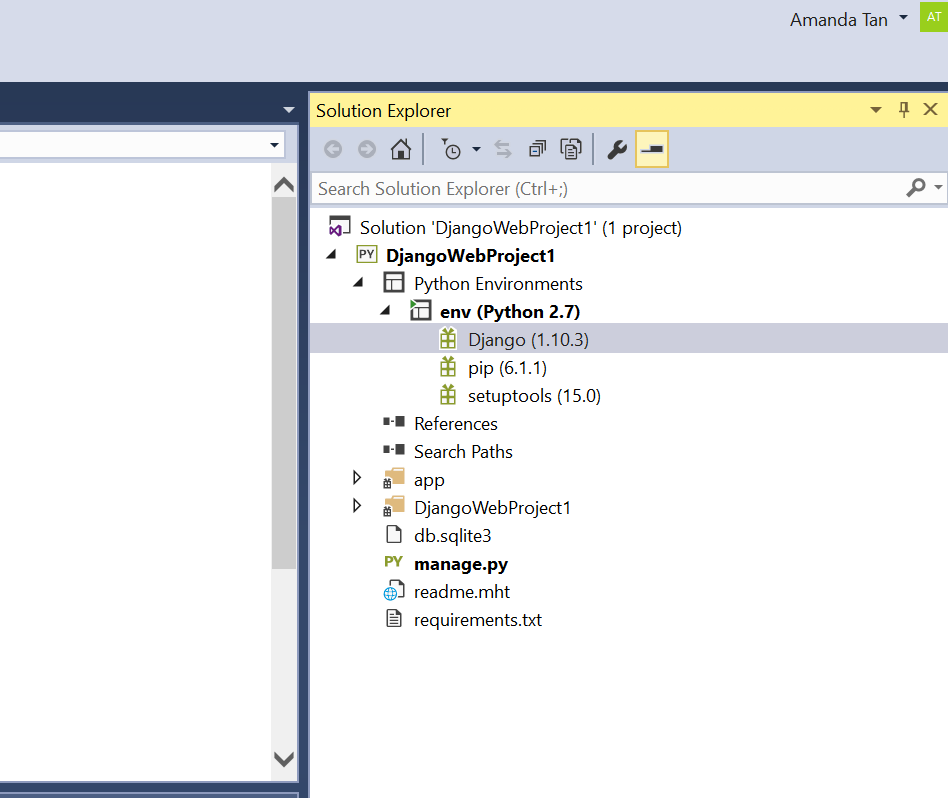 Amanda Tan
AT
Solution Explorer
Search Solution Explorer (Ctrl+;)
Solution 'DjangoWebProject1' (1 project)
PY DjangoWebProject1
Python Environments
env (Python 2.7)
Django (1.10.3)
pip (6.1.1)
setuptools (15.0)
References
Search Paths
app
DjangoWebProject1
db.sqlite3
PY manage.py
readme.mht
requirements.txt